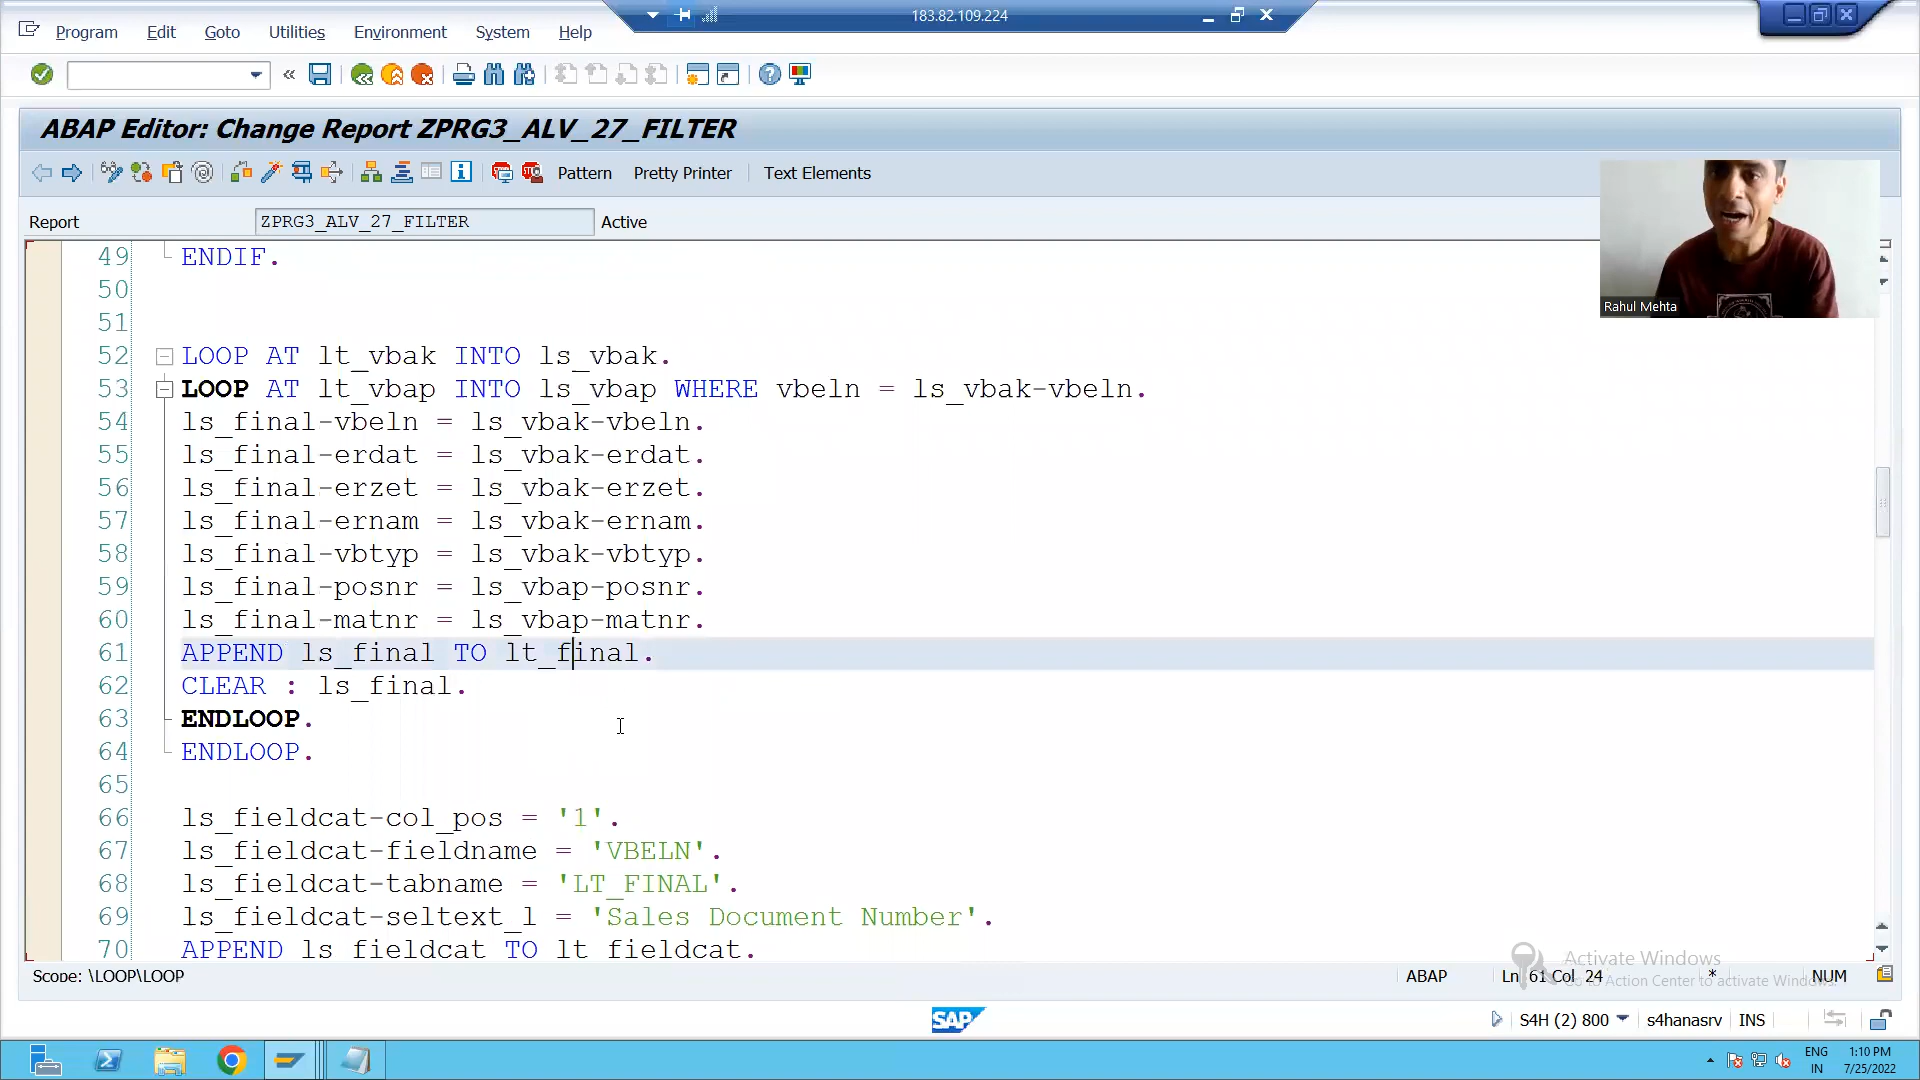 183.82.109.224
Program Edit Goto Utilities Environment System Help
ABAP Editor: Change Report ZPRG3_ALV_27_FILTER
Pattern Pretty Printer Text Elements
Report ZPRG3_ALV_27_FILTER Active
Rahul Mehta
49 ENDIF.
50
51
52 LOOP AT lt_vbak INTO ls_vbak.
53 LOOP AT lt_vbap INTO ls_vbap WHERE vbeln = ls_vbak-vbeln.
54 ls_final-vbeln = ls_vbak-vbeln.
55 ls_final-erdat = ls_vbak-erdat.
56 ls_final-erzet = ls_vbak-erzet.
57 ls_final-ernam = ls_vbak-ernam.
58 ls_final-vbtyp = ls_vbak-vbtyp.
59 ls_final-posnr = ls_vbap-posnr.
60 ls_final-matnr = ls_vbap-matnr.
61 APPEND ls_final TO lt_final.
62 CLEAR : ls_final.
63 ENDLOOP.
64 ENDLOOP.
65
66 ls_fieldcat-col_pos = '1'.
67 ls_fieldcat-fieldname = 'VBELN'.
68 ls_fieldcat-tabname = 'LT_FINAL'.
69 ls_fieldcat-seltext_l = 'Sales Document Number'.
70 APPEND ls_fieldcat TO lt_fieldcat.
Activate Windows
Go to Action Center to activate Windows.
Scope: \LOOP\LOOP ABAP Ln 61 Col 24 * NUM
SAP S4H (2) 800 s4hanasrv INS
ENG 1:10 PM
IN 7/25/2022